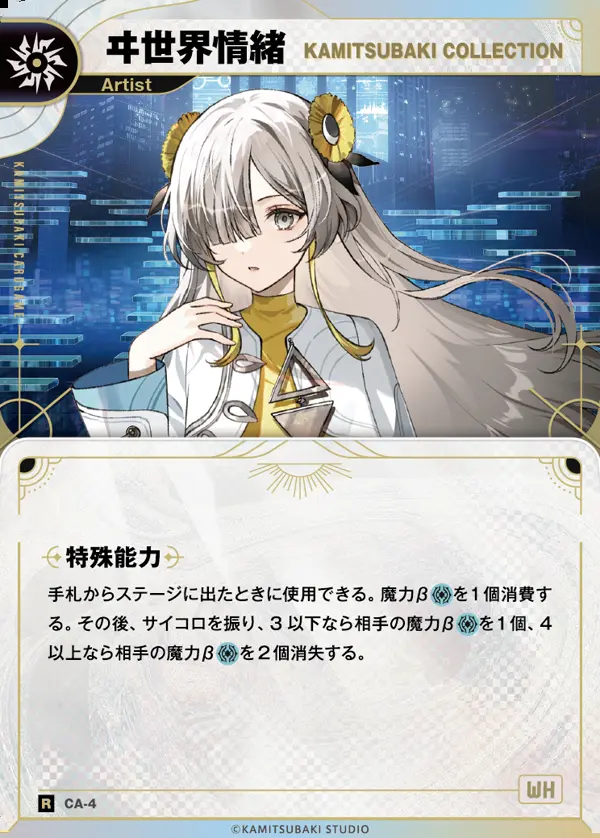 ヰ世界情緒 KAMITSUBAKI COLLECTION
Artist
KAMITSUBAKI CARD GAME
特殊能力
手札からステージに出たときに使用できる。魔力βを1個消費す
る。その後、サイコロを振り、3以下なら相手の魔力βを1個、4
以上なら相手の魔力βを2個消失する。
R CA-4
WH
©KAMITSUBAKI STUDIO